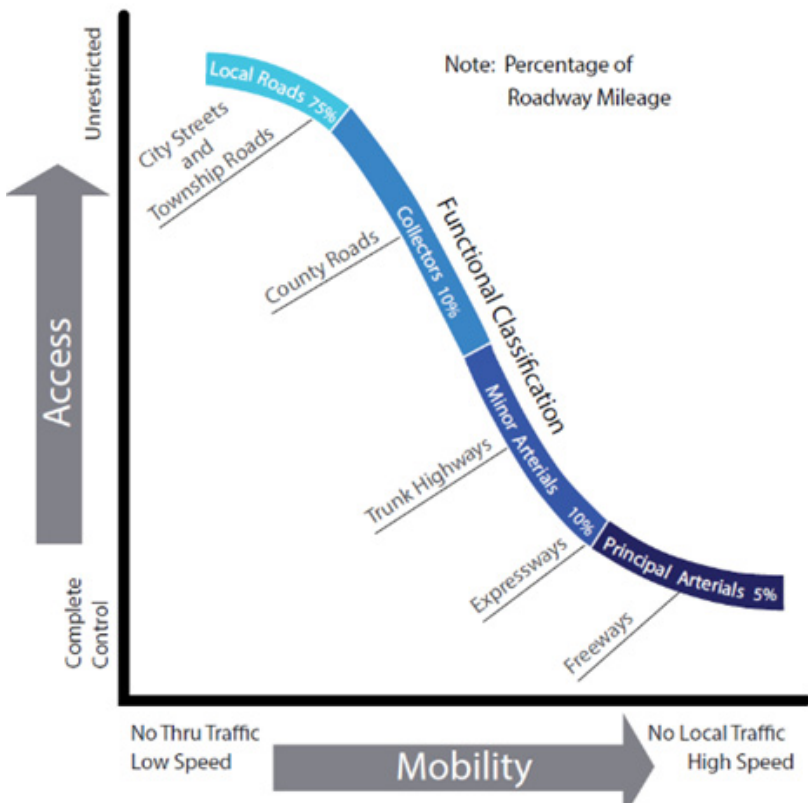 Unrestricted
Access
Complete
Control
Note: Percentage of
Roadway Mileage
Local Roads 75%
City Streets
and
Township Roads
Collectors 10%
County Roads
Functional Classification
Minor Arterials 10%
Trunk Highways
Expressways
Principal Arterials 5%
Freeways
No Thru Traffic
Low Speed
Mobility
No Local Traffic
High Speed